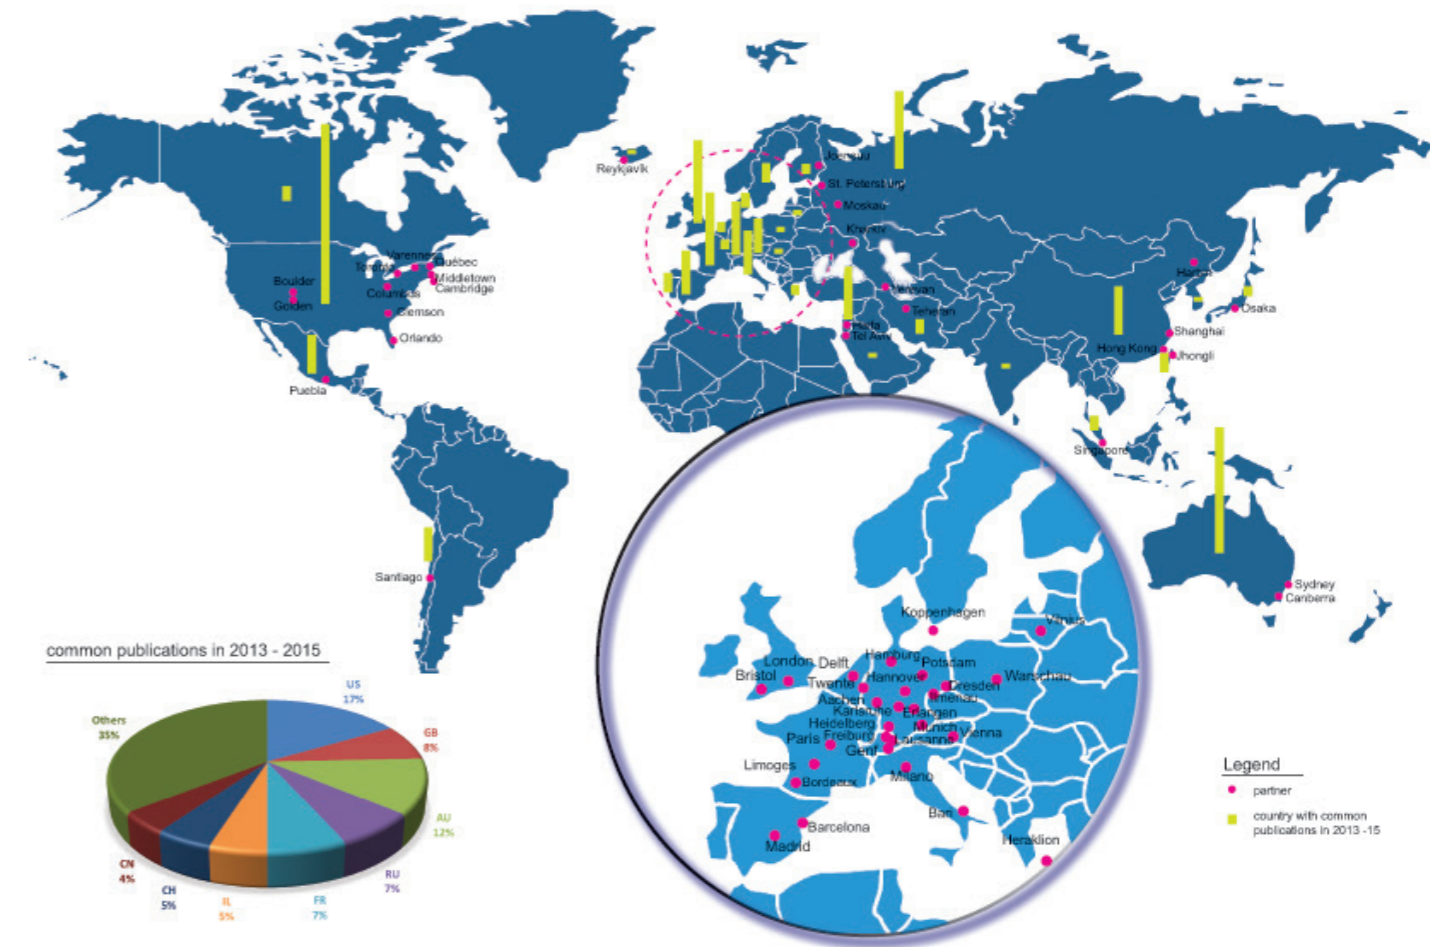 Joensuu
Reykjavík
St. Petersburg
Moskau
Kharkov
Varennes
Québec
Toronto
Middletown
Boulder
Cambridge
Columbus
Golden
Clemson
Orlando
Puebla
Santiago
Yerevan
Teheran
Haifa
Tel Aviv
Harbin
Osaka
Shanghai
Hong Kong
Jhongli
Singapore
Sydney
Canberra
Koppenhagen
Vilnius
Hamburg
London
Delft
Potsdam
Bristol
Twente
Hannover
Warschau
Dresden
Aachen
Ilmenau
Karlsruhe
Erlangen
Heidelberg
Munich
Paris
Freiburg
Lausanne
Vienna
Genf
Limoges
Milano
Bordeaux
Bari
Barcelona
Heraklion
Madrid
common publications in 2013 - 2015
US
17%
Others
35%
GB
8%
AU
12%
RU
7%
FR
7%
IL
5%
CH
5%
CN
4%
Legend
partner
country with common
publications in 2013 -15